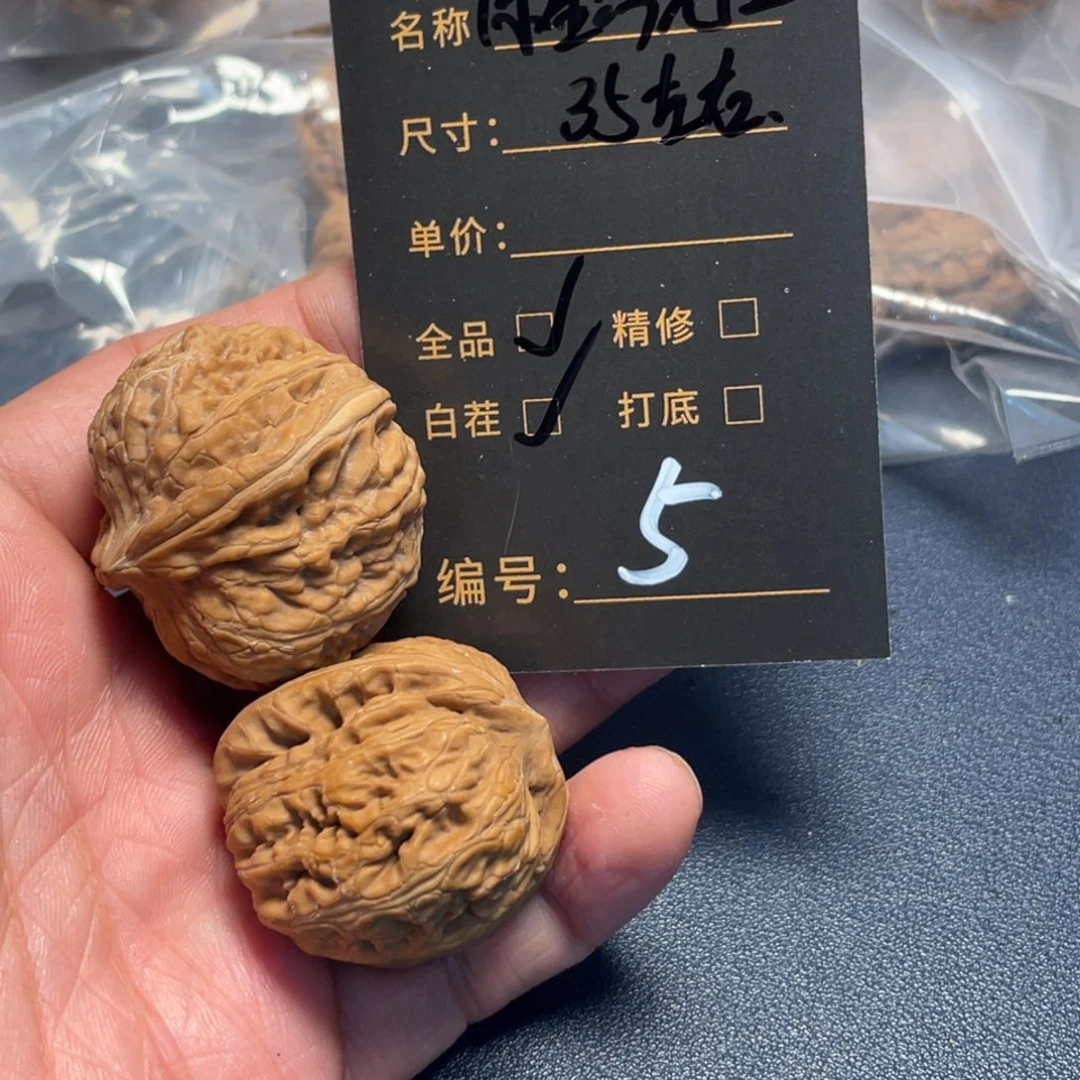 名称
尺寸： 35左右、
单价：
全品 ✓ 精修 □
白茬 ✓ 打底 □
编号： 5